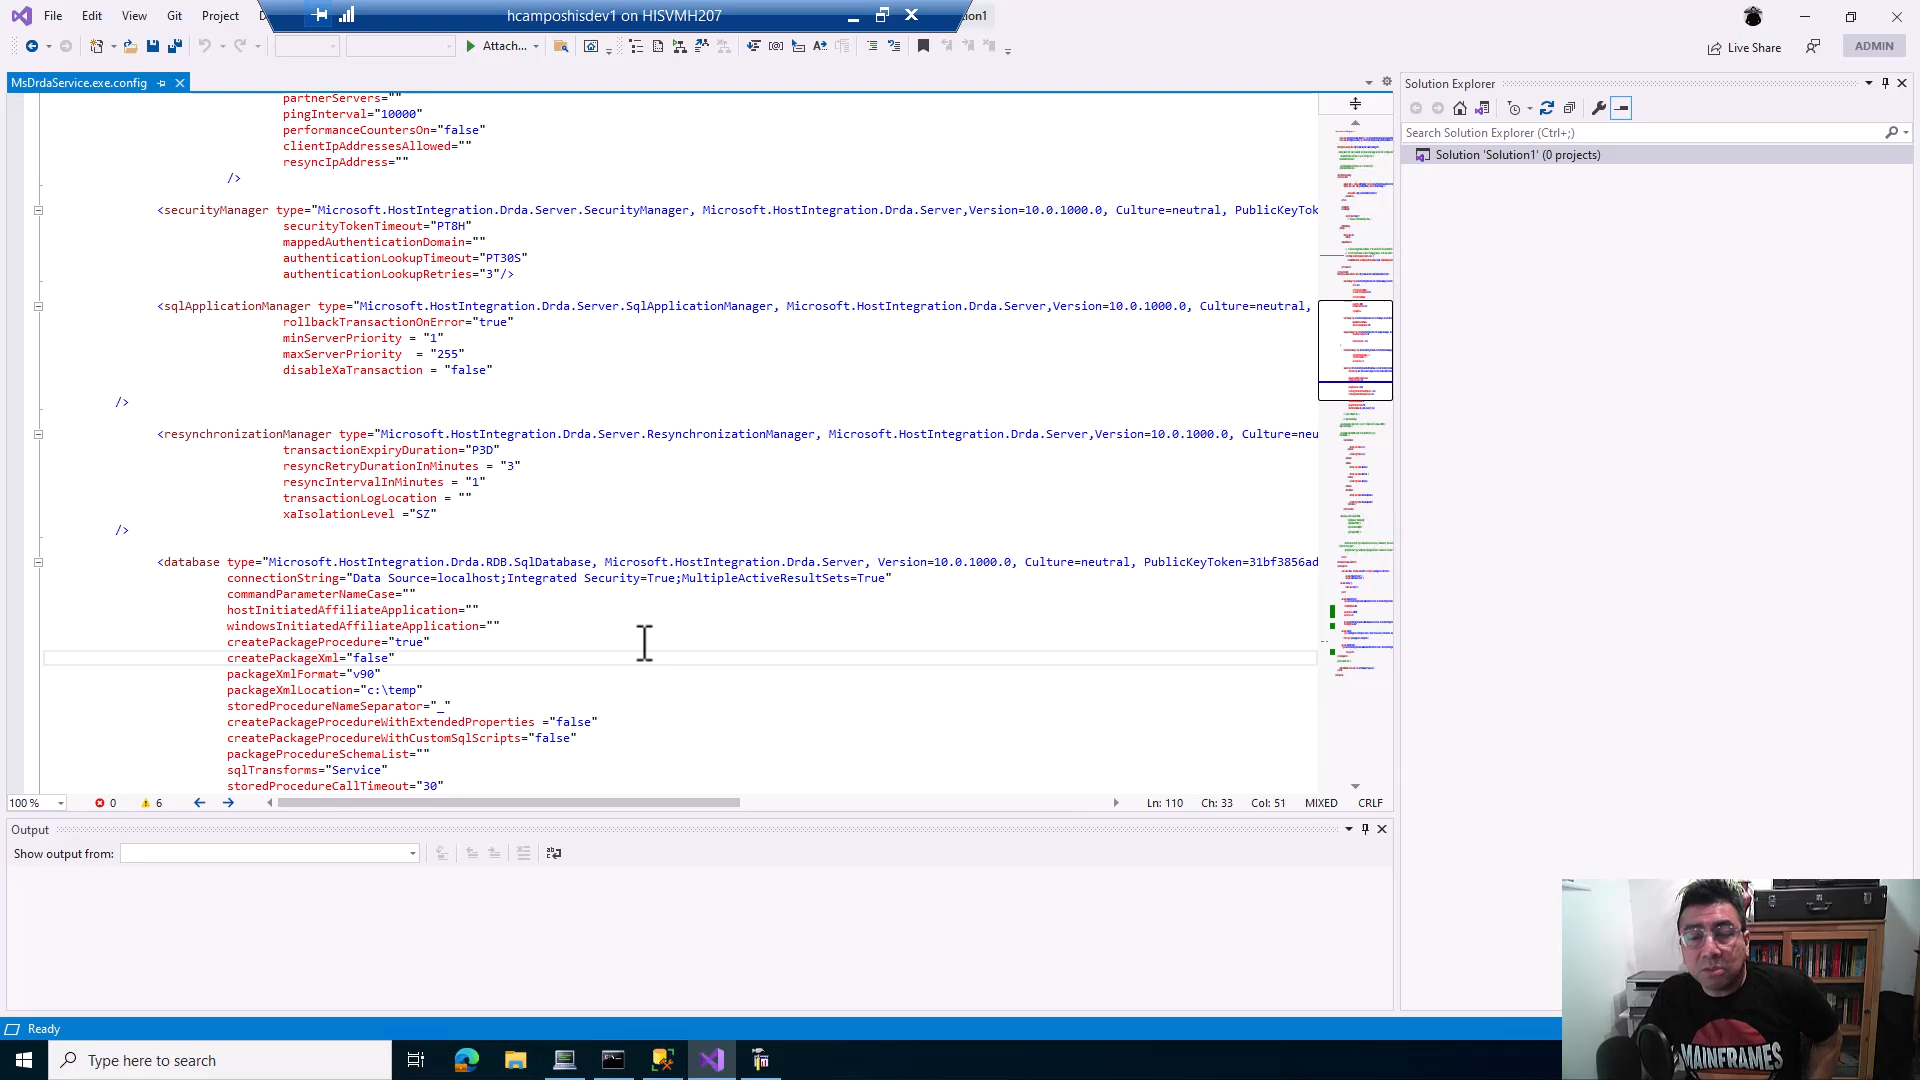 File Edit View Git Project
hcamposhisdev1 on HISVMH207
Attach...
Live Share
ADMIN
MsDrdaService.exe.config
partnerServers=""
pingInterval="10000"
performanceCountersOn="false"
clientIpAddressesAllowed=""
resyncIpAddress=""
/>
<securityManager type="Microsoft.HostIntegration.Drda.Server.SecurityManager, Microsoft.HostIntegration.Drda.Server,Version=10.0.1000.0, Culture=neutral, PublicKeyTok
securityTokenTimeout="PT8H"
mappedAuthenticationDomain=""
authenticationLookupTimeout="PT30S"
authenticationLookupRetries="3"/>
<sqlApplicationManager type="Microsoft.HostIntegration.Drda.Server.SqlApplicationManager, Microsoft.HostIntegration.Drda.Server,Version=10.0.1000.0, Culture=neutral,
rollbackTransactionOnError="true"
minServerPriority = "1"
maxServerPriority  = "255"
disableXaTransaction = "false"
/>
<resynchronizationManager type="Microsoft.HostIntegration.Drda.Server.ResynchronizationManager, Microsoft.HostIntegration.Drda.Server,Version=10.0.1000.0, Culture=neu
transactionExpiryDuration="P3D"
resyncRetryDurationInMinutes = "3"
resyncIntervalInMinutes = "1"
transactionLogLocation = ""
xaIsolationLevel ="SZ"
/>
<database type="Microsoft.HostIntegration.Drda.RDB.SqlDatabase, Microsoft.HostIntegration.Drda.Server, Version=10.0.1000.0, Culture=neutral, PublicKeyToken=31bf3856ad
connectionString="Data Source=localhost;Integrated Security=True;MultipleActiveResultSets=True"
commandParameterNameCase=""
hostInitiatedAffiliateApplication=""
windowsInitiatedAffiliateApplication=""
createPackageProcedure="true"
createPackageXml="false"
packageXmlFormat="v90"
packageXmlLocation="c:\temp"
storedProcedureNameSeparator="_"
createPackageProcedureWithExtendedProperties ="false"
createPackageProcedureWithCustomSqlScripts="false"
packageProcedureSchemaList=""
sqlTransforms="Service"
storedProcedureCallTimeout="30"
100 % 0 6 Ln: 110 Ch: 33 Col: 51 MIXED CRLF
Solution Explorer
Search Solution Explorer (Ctrl+;)
Solution 'Solution1' (0 projects)
Output
Show output from:
Ready
Type here to search
MAINFRAMES